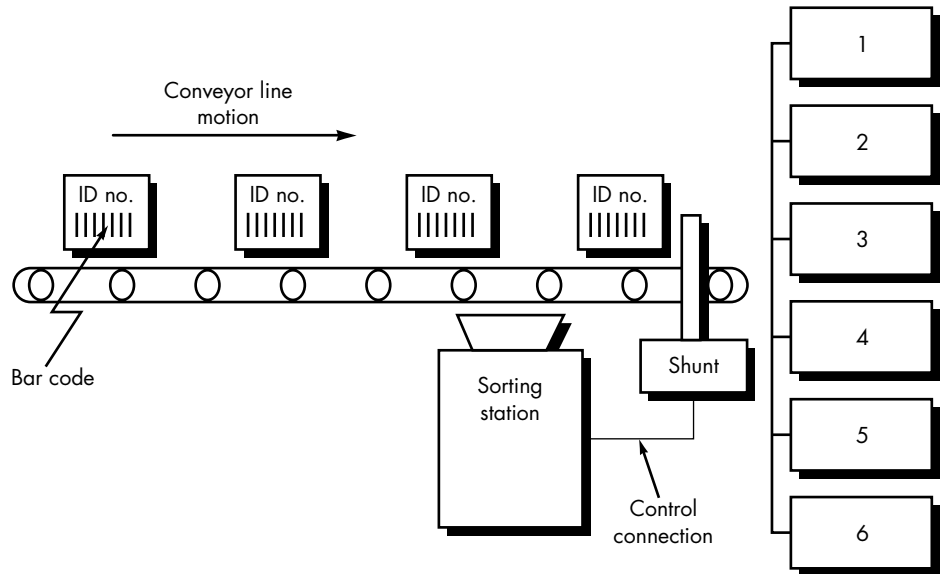 Conveyor line
motion
ID no.
ID no.
ID no.
ID no.
Bar code
Sorting
station
Shunt
Control
connection
1
2
3
4
5
6